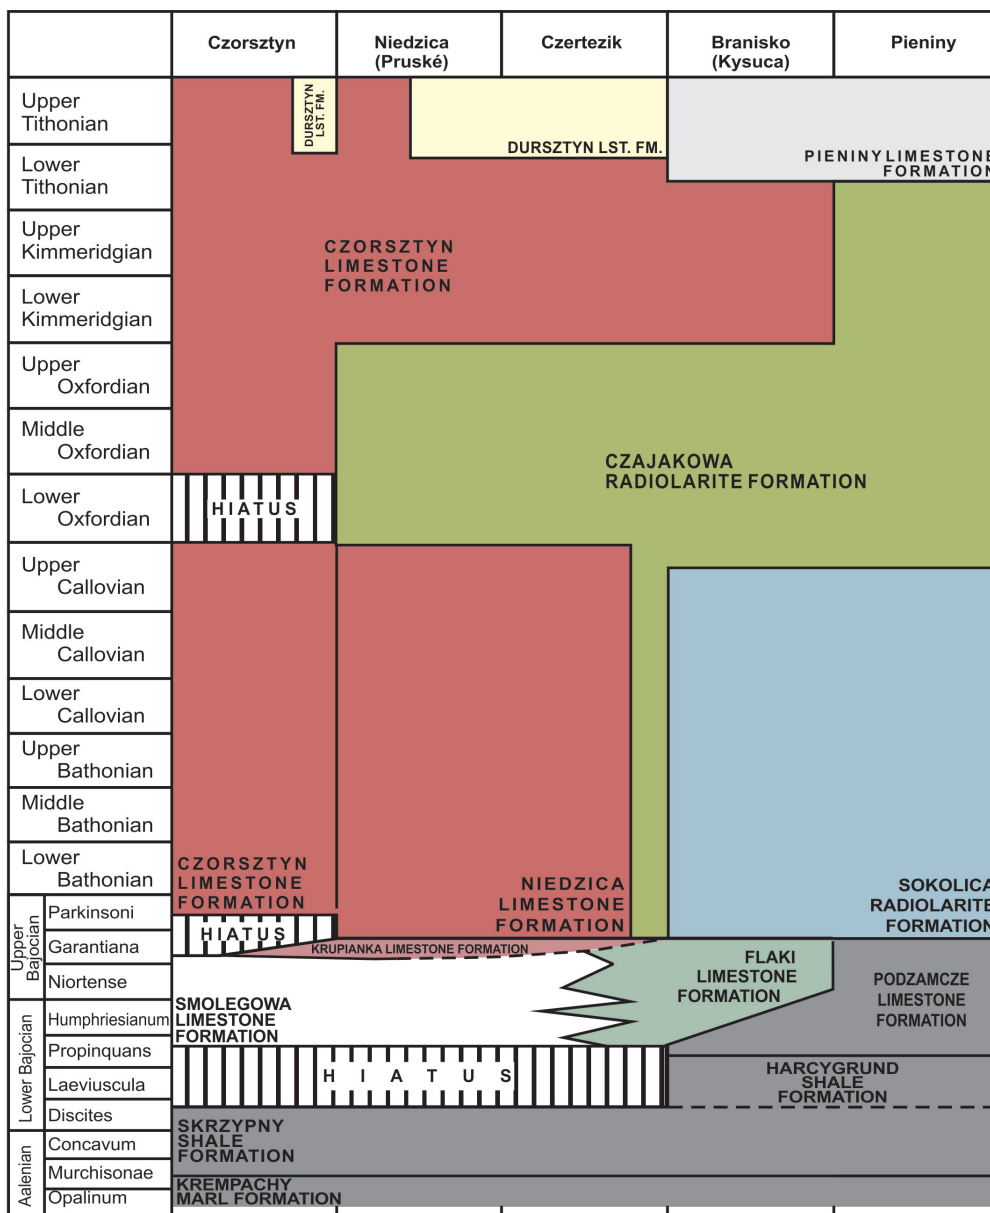 Czorsztyn
Niedzica
(Pruské)
Czertezik
Branisko
(Kysuca)
Pieniny
Upper
Tithonian
Lower
Tithonian
Upper
Kimmeridgian
Lower
Kimmeridgian
Upper
Oxfordian
Middle
Oxfordian
Lower
Oxfordian
Upper
Callovian
Middle
Callovian
Lower
Callovian
Upper
Bathonian
Middle
Bathonian
Lower
Bathonian
Upper
Bajocian
Parkinsoni
Garantiana
Niortense
Lower Bajocian
Humphriesianum
Propinquans
Laeviuscula
Discites
Aalenian
Concavum
Murchisonae
Opalinum
DURSZTYN
LST. FM.
DURSZTYN LST. FM.
PIENINY LIMESTONE
FORMATION
CZORSZTYN
LIMESTONE
FORMATION
CZAJAKOWA
RADIOLARITE FORMATION
HIATUS
CZORSZTYN
LIMESTONE
FORMATION
NIEDZICA
LIMESTONE
FORMATION
SOKOLICA
RADIOLARITE
FORMATION
HIATUS
KRUPIANKA LIMESTONE FORMATION
FLAKI
LIMESTONE
FORMATION
PODZAMCZE
LIMESTONE
FORMATION
SMOLEGOWA
LIMESTONE
FORMATION
HIATUS
HARCYGRUND
SHALE
FORMATION
SKRZYPNY
SHALE
FORMATION
KREMPACHY
MARL FORMATION